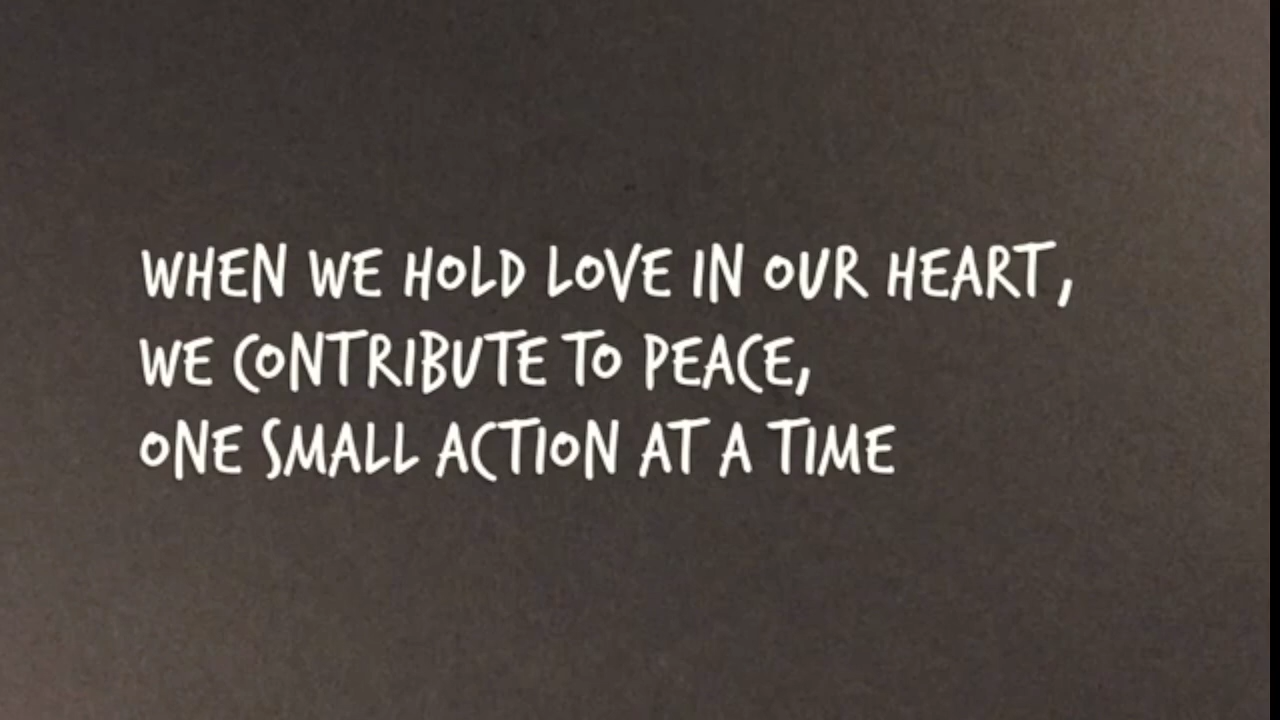 WHEN WE HOLD LOVE IN OUR HEART,
WE CONTRIBUTE TO PEACE,
ONE SMALL ACTION AT A TIME